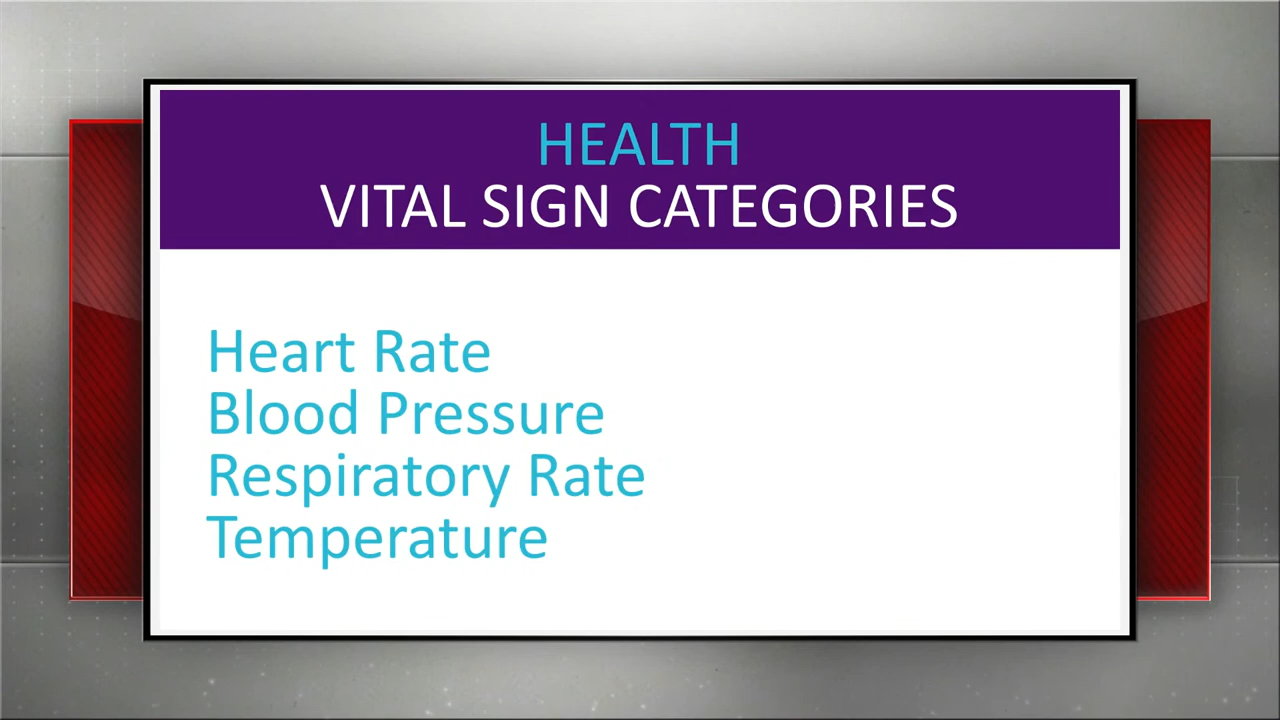 HEALTH
VITAL SIGN CATEGORIES
Heart Rate
Blood Pressure
Respiratory Rate
Temperature